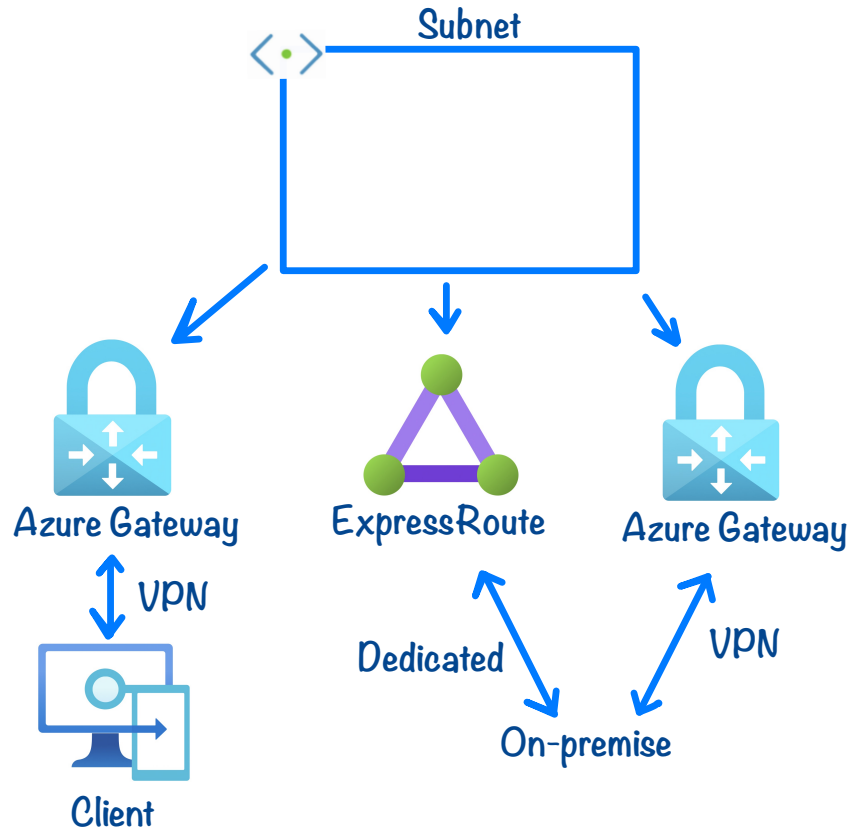 Subnet
Azure Gateway
ExpressRoute
Azure Gateway
VPN
Dedicated
VPN
On-premise
Client